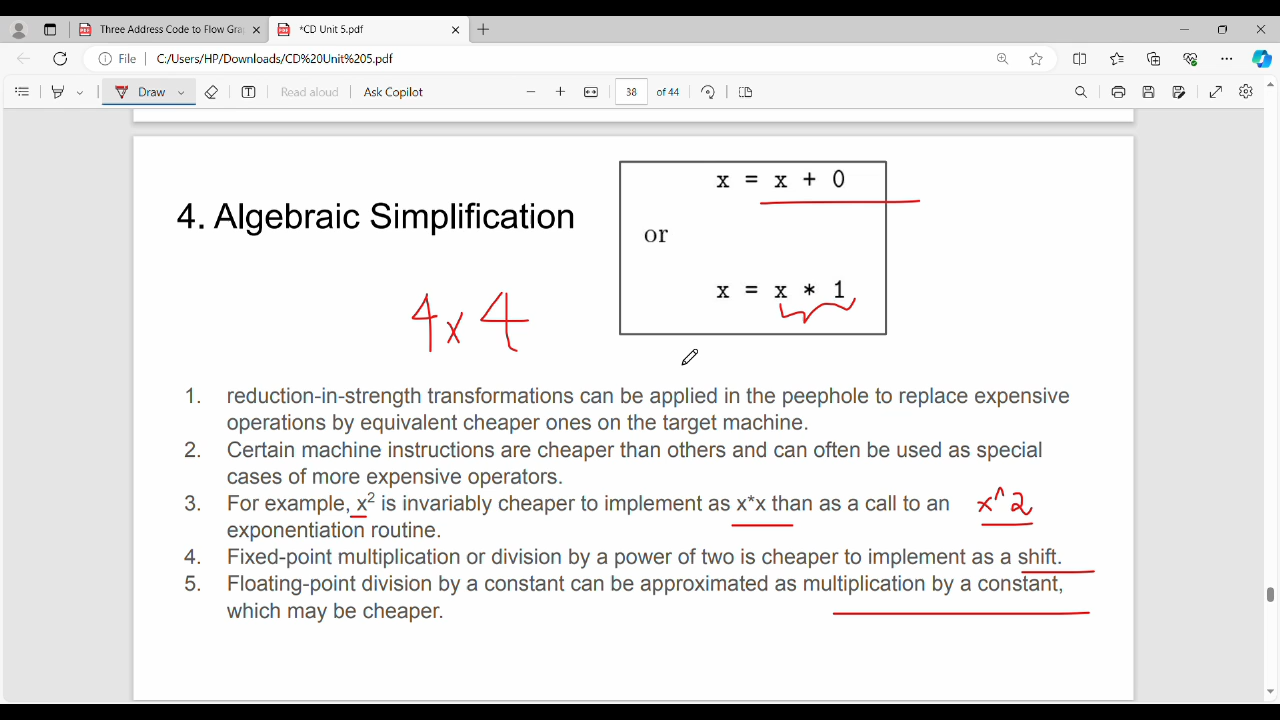 Three Address Code to Flow Gra
*CD Unit 5.pdf
File C:/Users/HP/Downloads/CD%20Unit%205.pdf
Draw Read aloud Ask Copilot 38 of 44
x = x + 0
4. Algebraic Simplification
or
x = x * 1
4 x 4
1. reduction-in-strength transformations can be applied in the peephole to replace expensive
operations by equivalent cheaper ones on the target machine.
2. Certain machine instructions are cheaper than others and can often be used as special
cases of more expensive operators.
3. For example, x² is invariably cheaper to implement as x*x than as a call to an x^2
exponentiation routine.
4. Fixed-point multiplication or division by a power of two is cheaper to implement as a shift.
5. Floating-point division by a constant can be approximated as multiplication by a constant,
which may be cheaper.